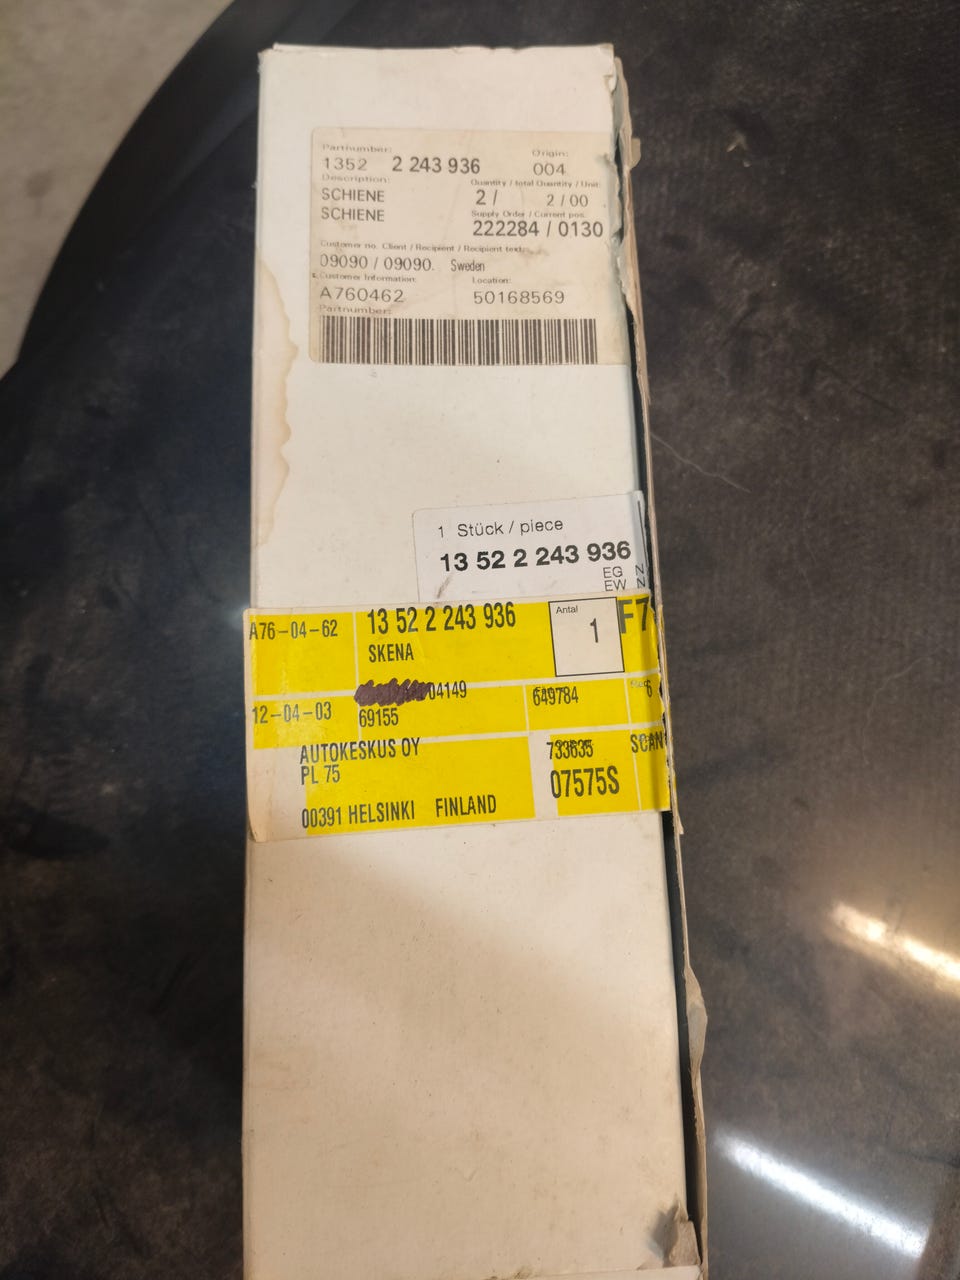 Partnumber:
1352 2 243 936
Origin:
004
Description:
SCHIENE
SCHIENE
Quantity / total Quantity / Unit:
2 / 2 / 00
Supply Order / Current pos.
222284 / 0130
Customer no. Client / Recipient / Recipient text:
09090 / 09090. Sweden
Customer Information:
A760462
Location:
50168569
Partnumber:
1 Stück / piece
13 52 2 243 936
EG N
EW N
A76-04-62
13 52 2 243 936
SKENA
Antal
1
F7
04149
69155
649784
6
12-04-03
AUTOKESKUS OY
PL 75
00391 HELSINKI FINLAND
733635
07575S
SCAN